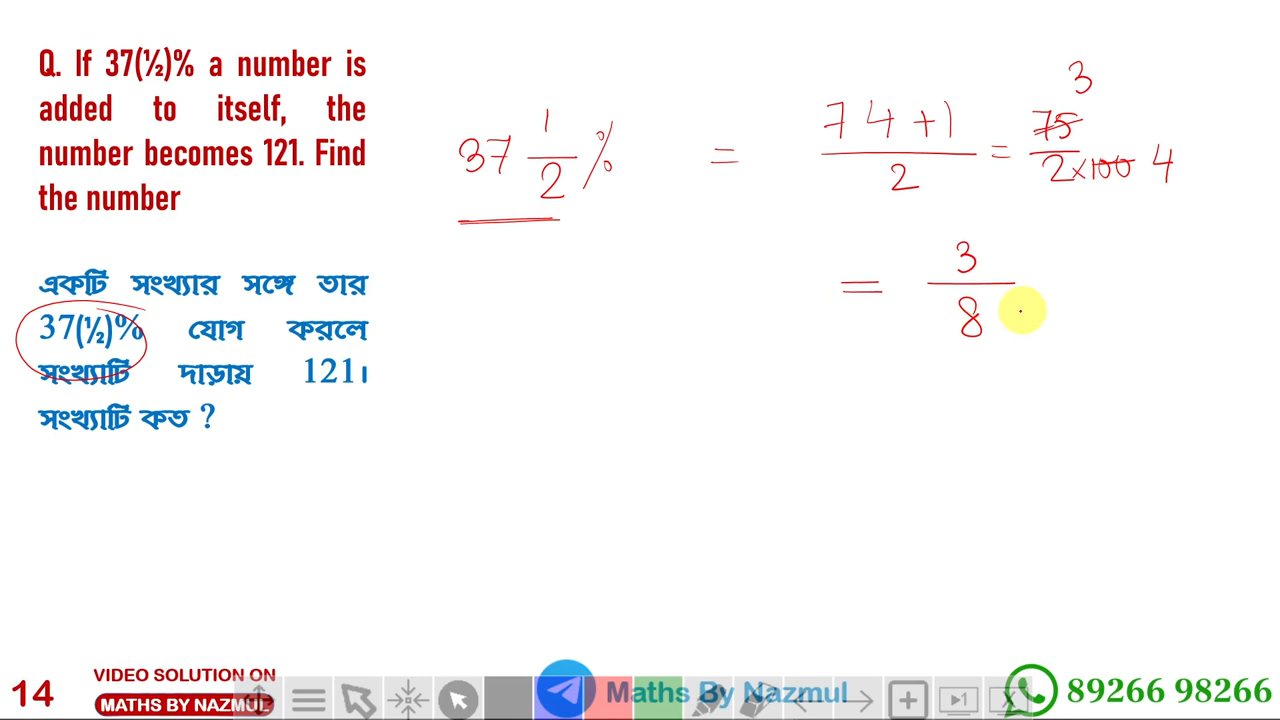 Q. If 37(½)% a number is
added to itself, the
number becomes 121. Find
the number
একটি সংখ্যার সঙ্গে তার
37(½)% যোগ করলে
সংখ্যাটি দাড়ায় 121।
সংখ্যাটি কত ?
37 1/2 % = 74+1/2 = 75/2×100 3 4
= 3/8
14
VIDEO SOLUTION ON
MATHS BY NAZMUL
Maths By Nazmul
89266 98266